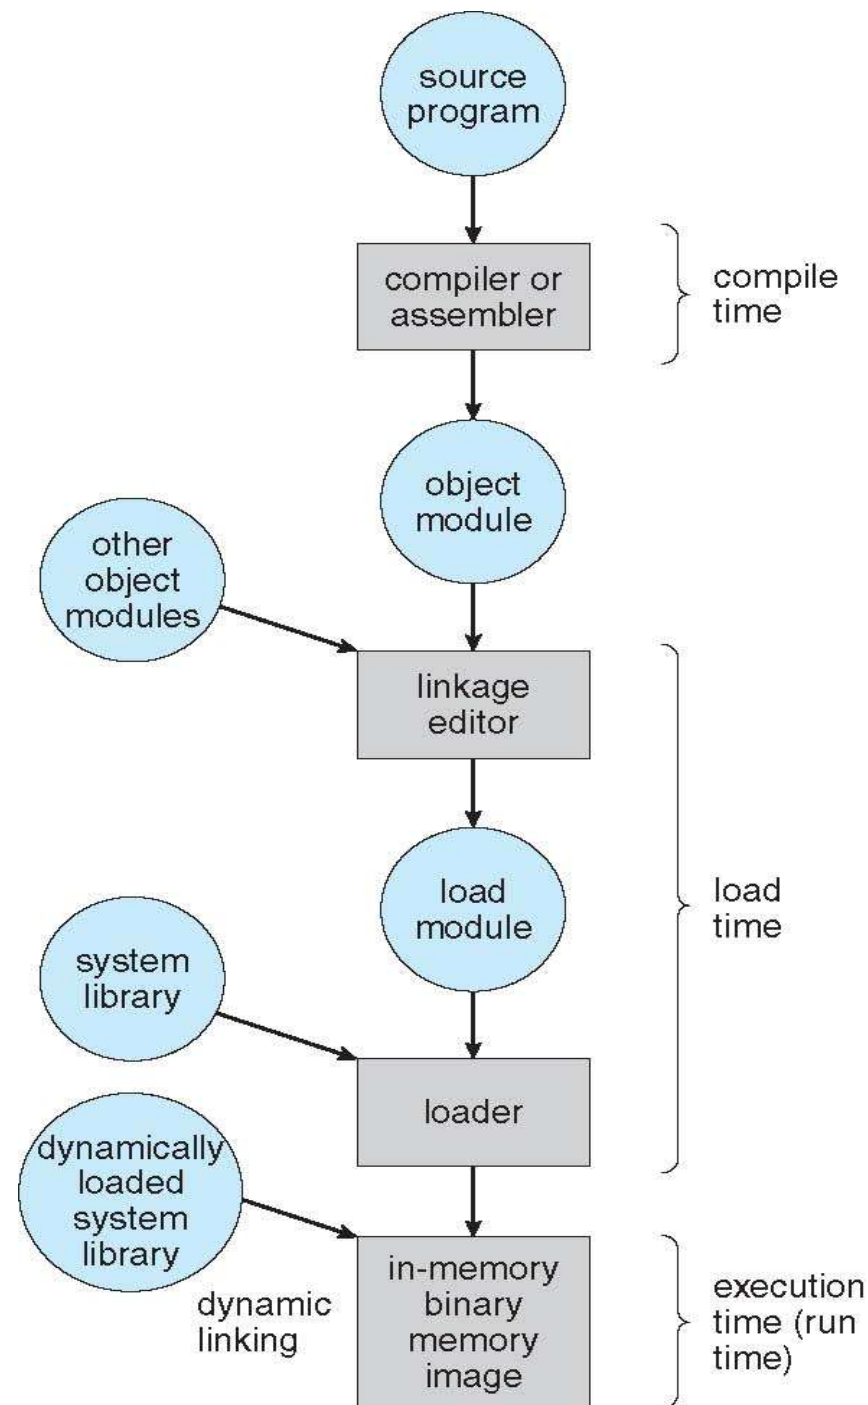 source
program
compiler or
assembler
compile
time
object
module
other
object
modules
linkage
editor
load
module
load
time
system
library
loader
dynamically
loaded
system
library
dynamic
linking
in-memory
binary
memory
image
execution
time (run
time)